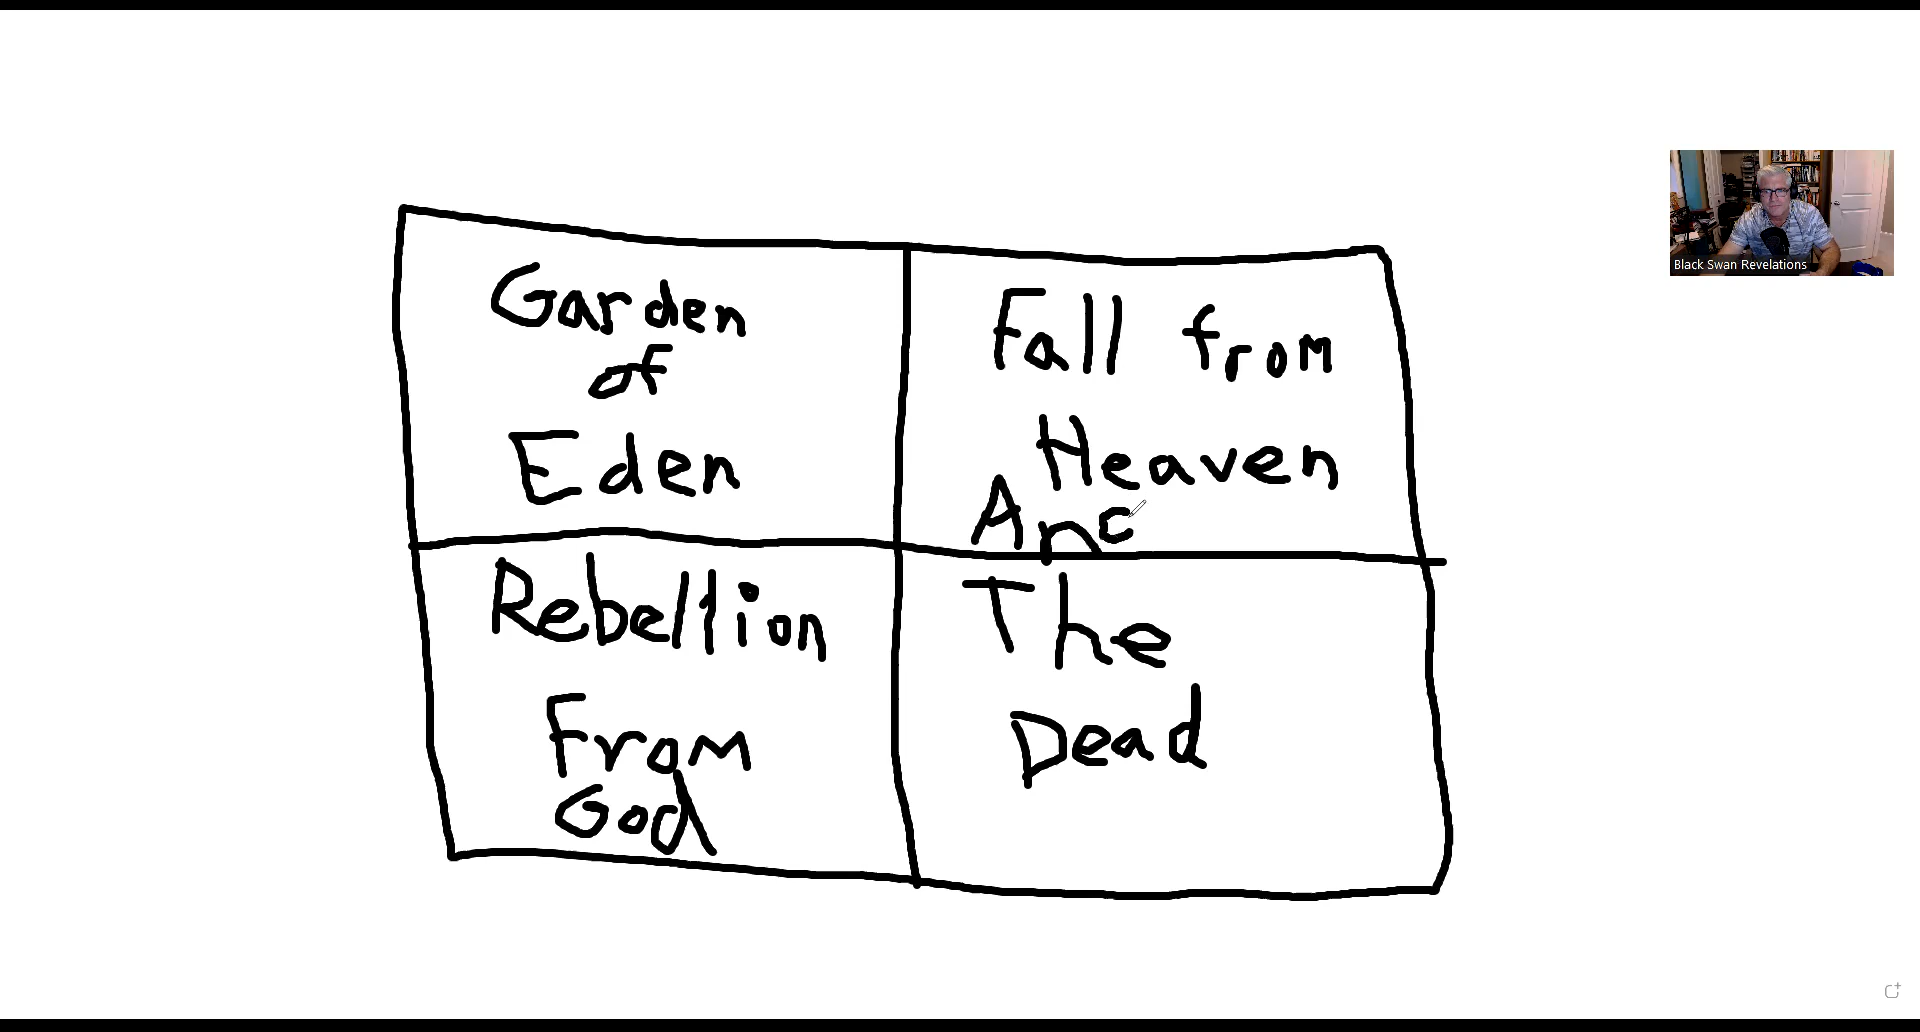 Garden
of
Eden
Fall from
Heaven
Anc
Rebellion
From
God
The
Dead
Black Swan Revelations